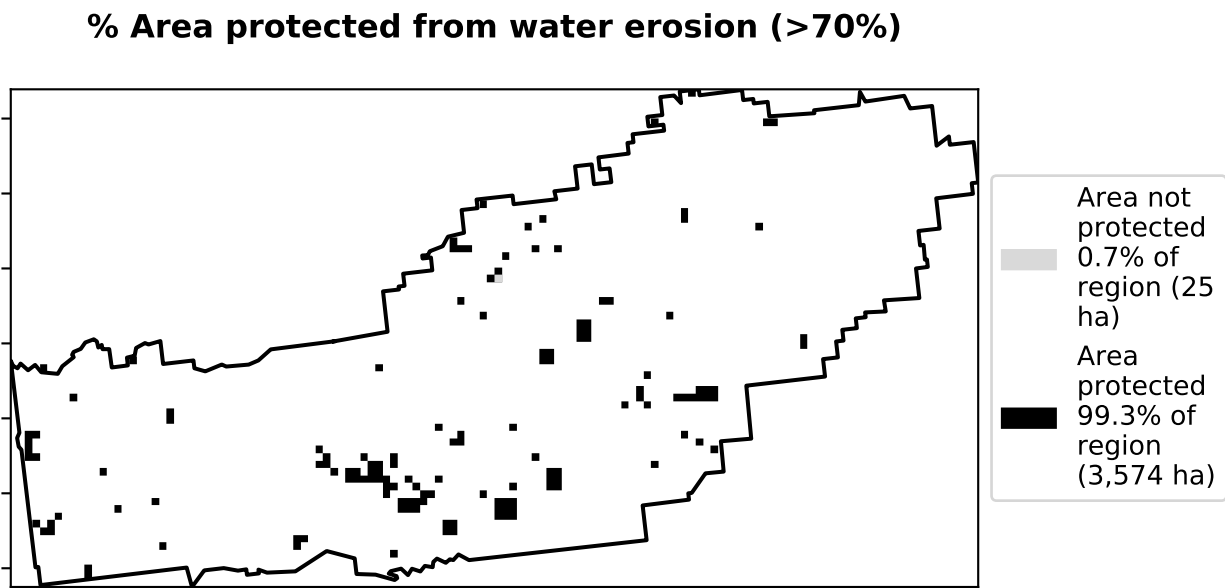 % Area protected from water erosion (>70%)
Area not
protected
0.7% of
region (25
ha)
Area
protected
99.3% of
region
(3,574 ha)